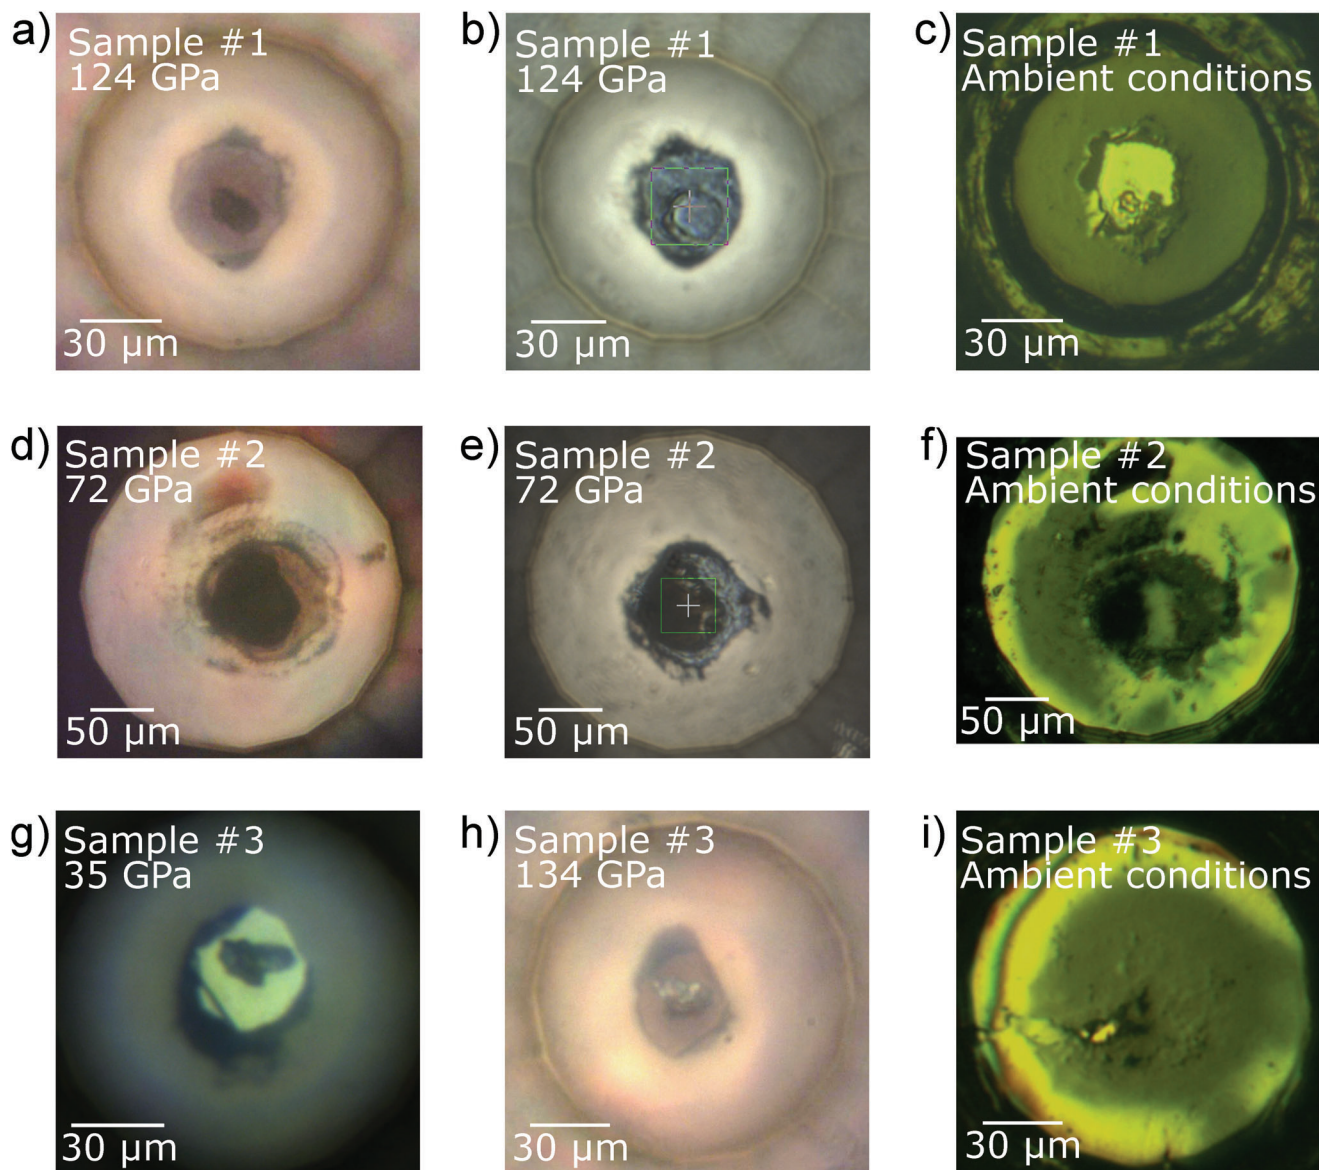 a)
Sample #1
124 GPa
30 µm
b)
Sample #1
124 GPa
30 µm
c)
Sample #1
Ambient conditions
30 µm
d)
Sample #2
72 GPa
50 µm
e)
Sample #2
72 GPa
50 µm
f)
Sample #2
Ambient conditions
50 µm
g)
Sample #3
35 GPa
30 µm
h)
Sample #3
134 GPa
30 µm
i)
Sample #3
Ambient conditions
30 µm